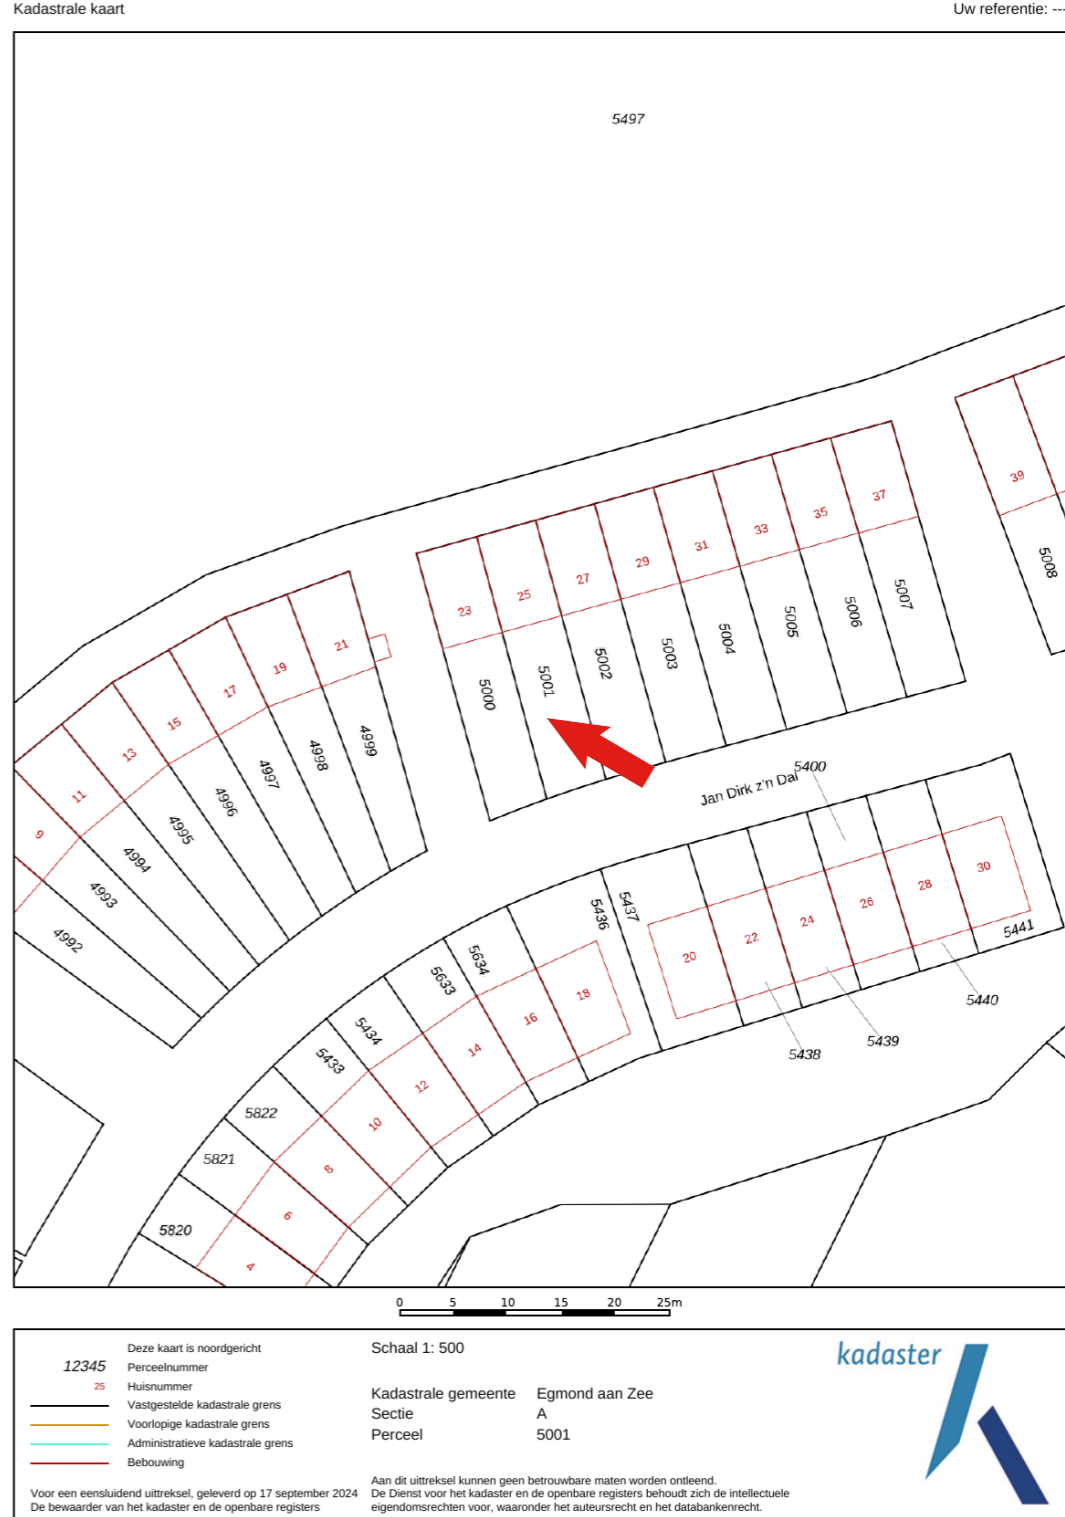 Kadastrale kaart
Uw referentie: ---
5497
39
5008
37
35
33
31
29
27
25
23
5007
5006
5005
5004
5003
5002
5001
5000
21
19
17
15
13
11
9
4999
4998
4997
4996
4995
4994
4993
4992
Jan Dirk z'n Dal
5400
30
28
26
24
22
20
5441
5440
5439
5438
5437
5436
18
16
14
12
10
8
6
4
5634
5633
5434
5433
5822
5821
5820
0 5 10 15 20 25m
Deze kaart is noordgericht
12345 Perceelnummer
25 Huisnummer
Vastgestelde kadastrale grens
Voorlopige kadastrale grens
Administratieve kadastrale grens
Bebouwing
Voor een eensluidend uittreksel, geleverd op 17 september 2024
De bewaarder van het kadaster en de openbare registers
Schaal 1: 500
Kadastrale gemeente Egmond aan Zee
Sectie A
Perceel 5001
Aan dit uittreksel kunnen geen betrouwbare maten worden ontleend.
De Dienst voor het kadaster en de openbare registers behoudt zich de intellectuele
eigendomsrechten voor, waaronder het auteursrecht en het databankenrecht.
kadaster